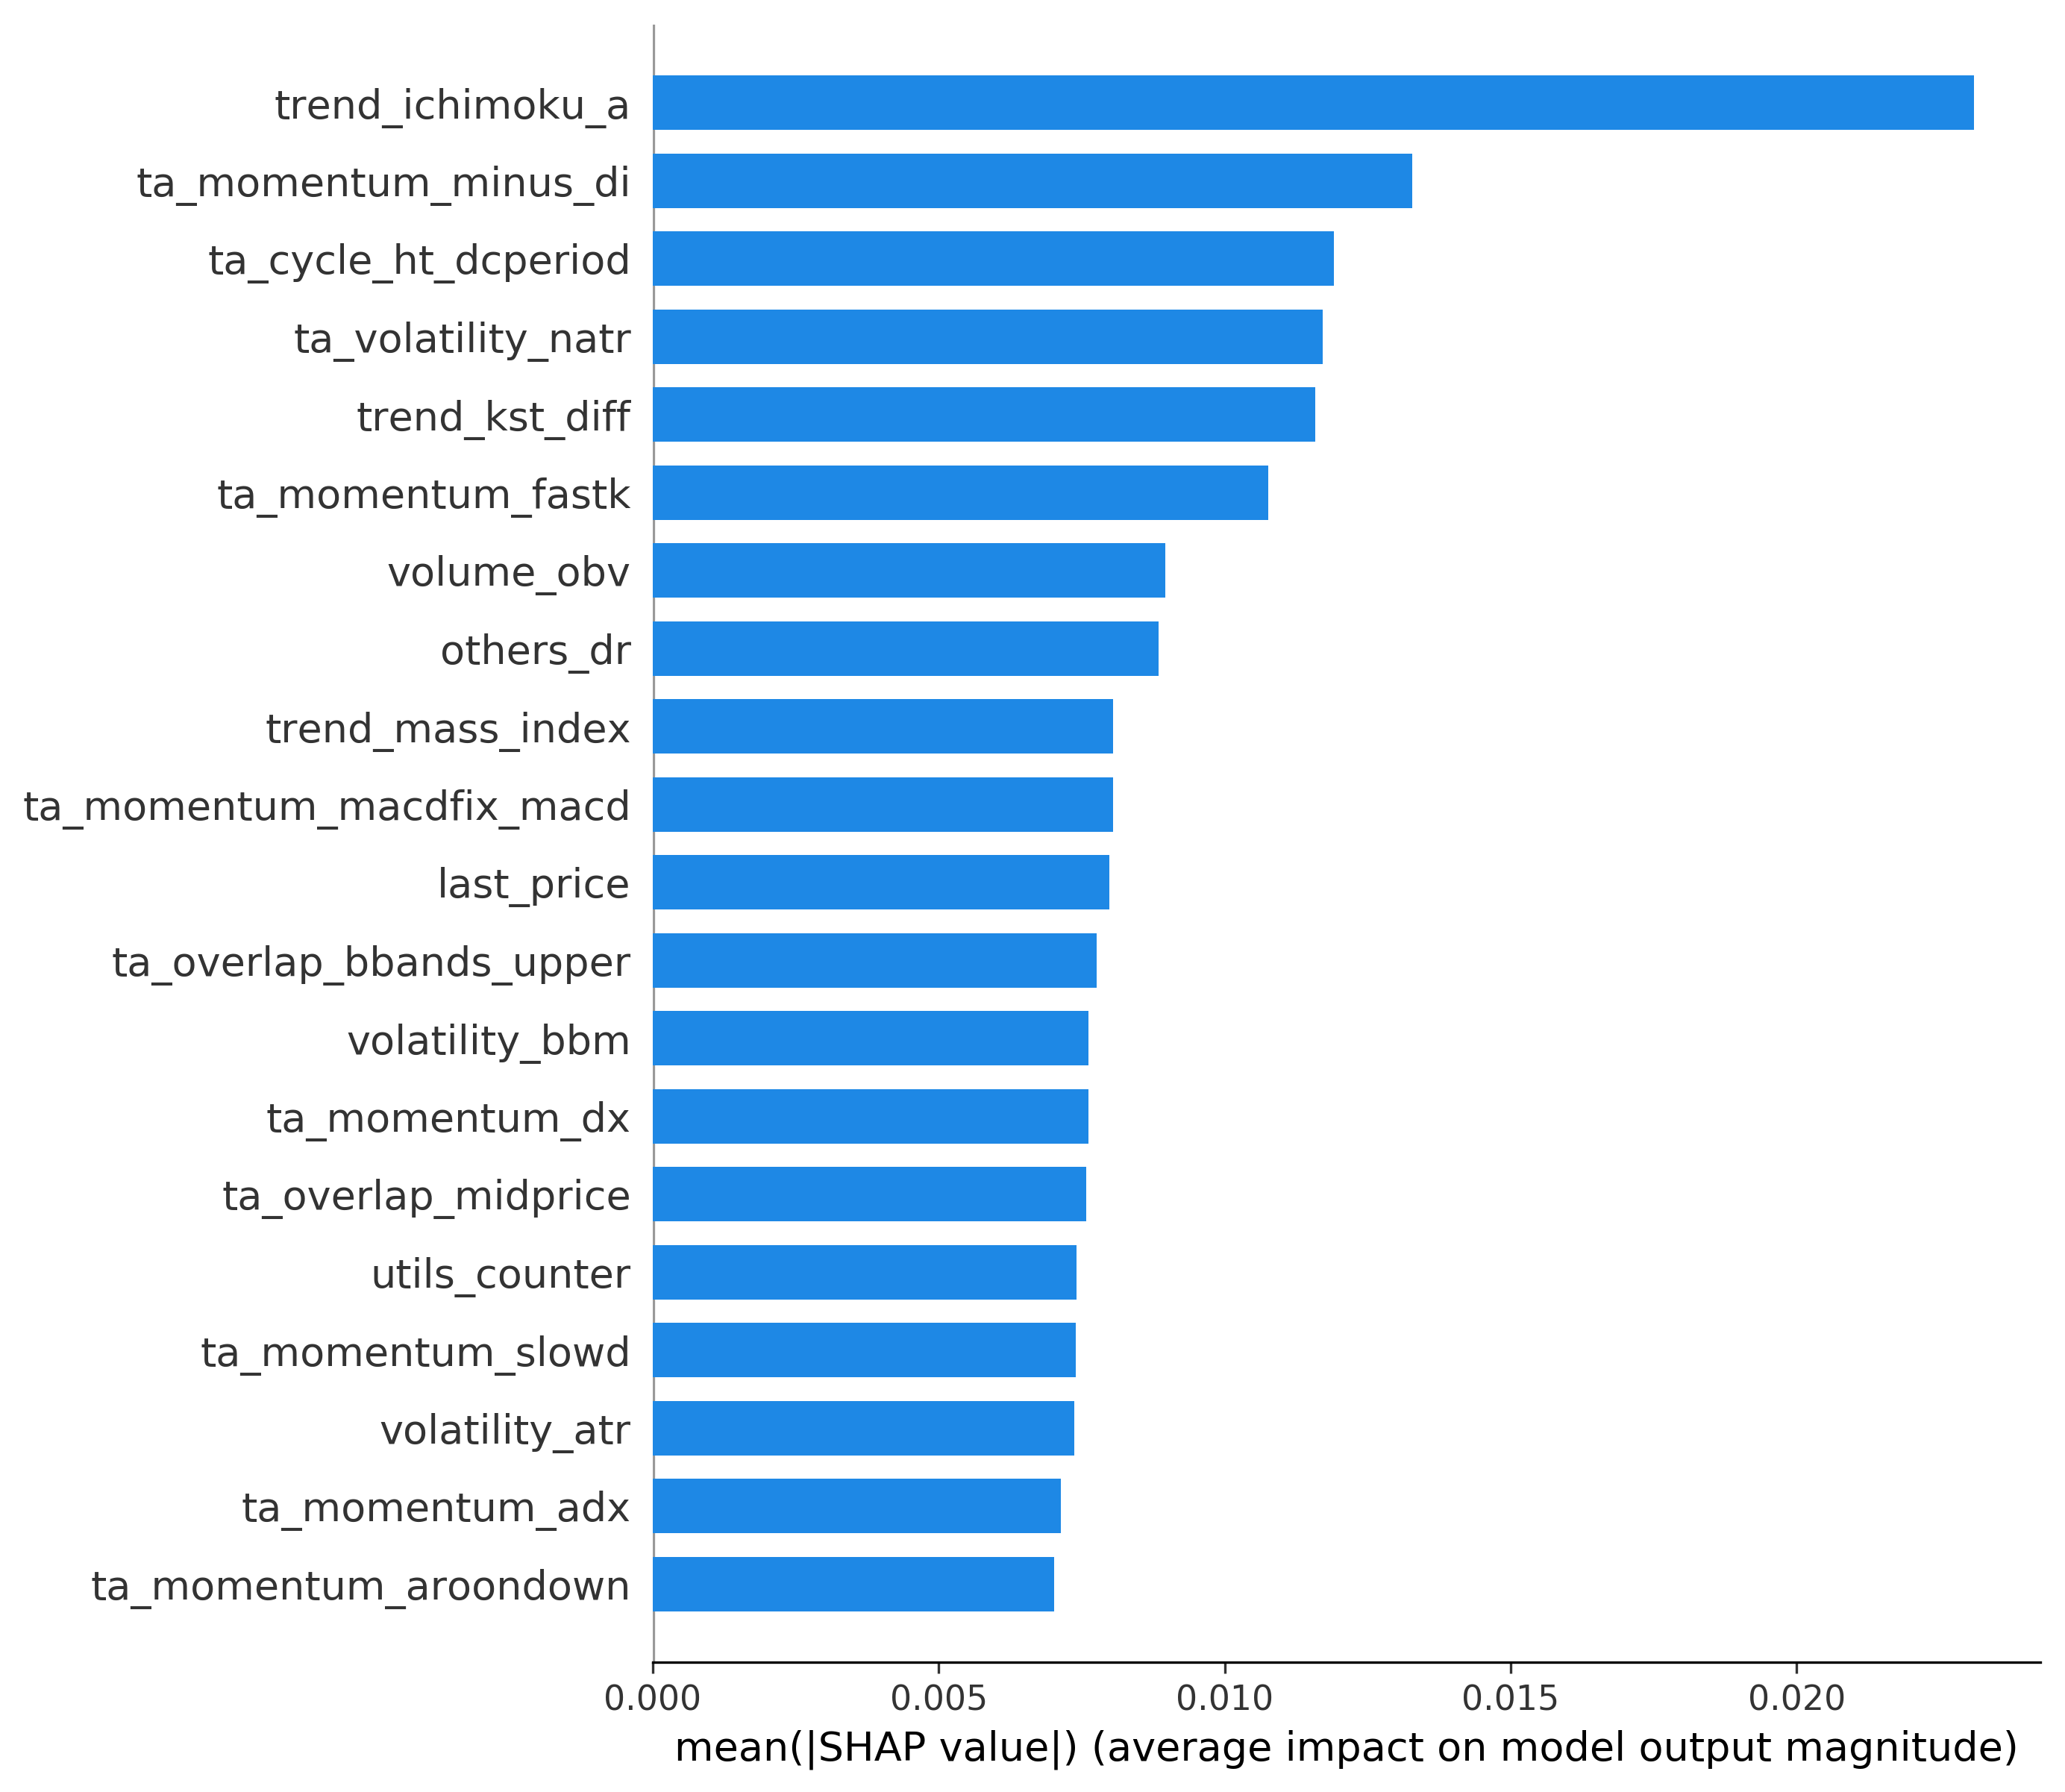 trend_ichimoku_a
ta_momentum_minus_di
ta_cycle_ht_dcperiod
ta_volatility_natr
trend_kst_diff
ta_momentum_fastk
volume_obv
others_dr
trend_mass_index
ta_momentum_macdfix_macd
last_price
ta_overlap_bbands_upper
volatility_bbm
ta_momentum_dx
ta_overlap_midprice
utils_counter
ta_momentum_slowd
volatility_atr
ta_momentum_adx
ta_momentum_aroondown
0.000 0.005 0.010 0.015 0.020
mean(|SHAP value|) (average impact on model output magnitude)